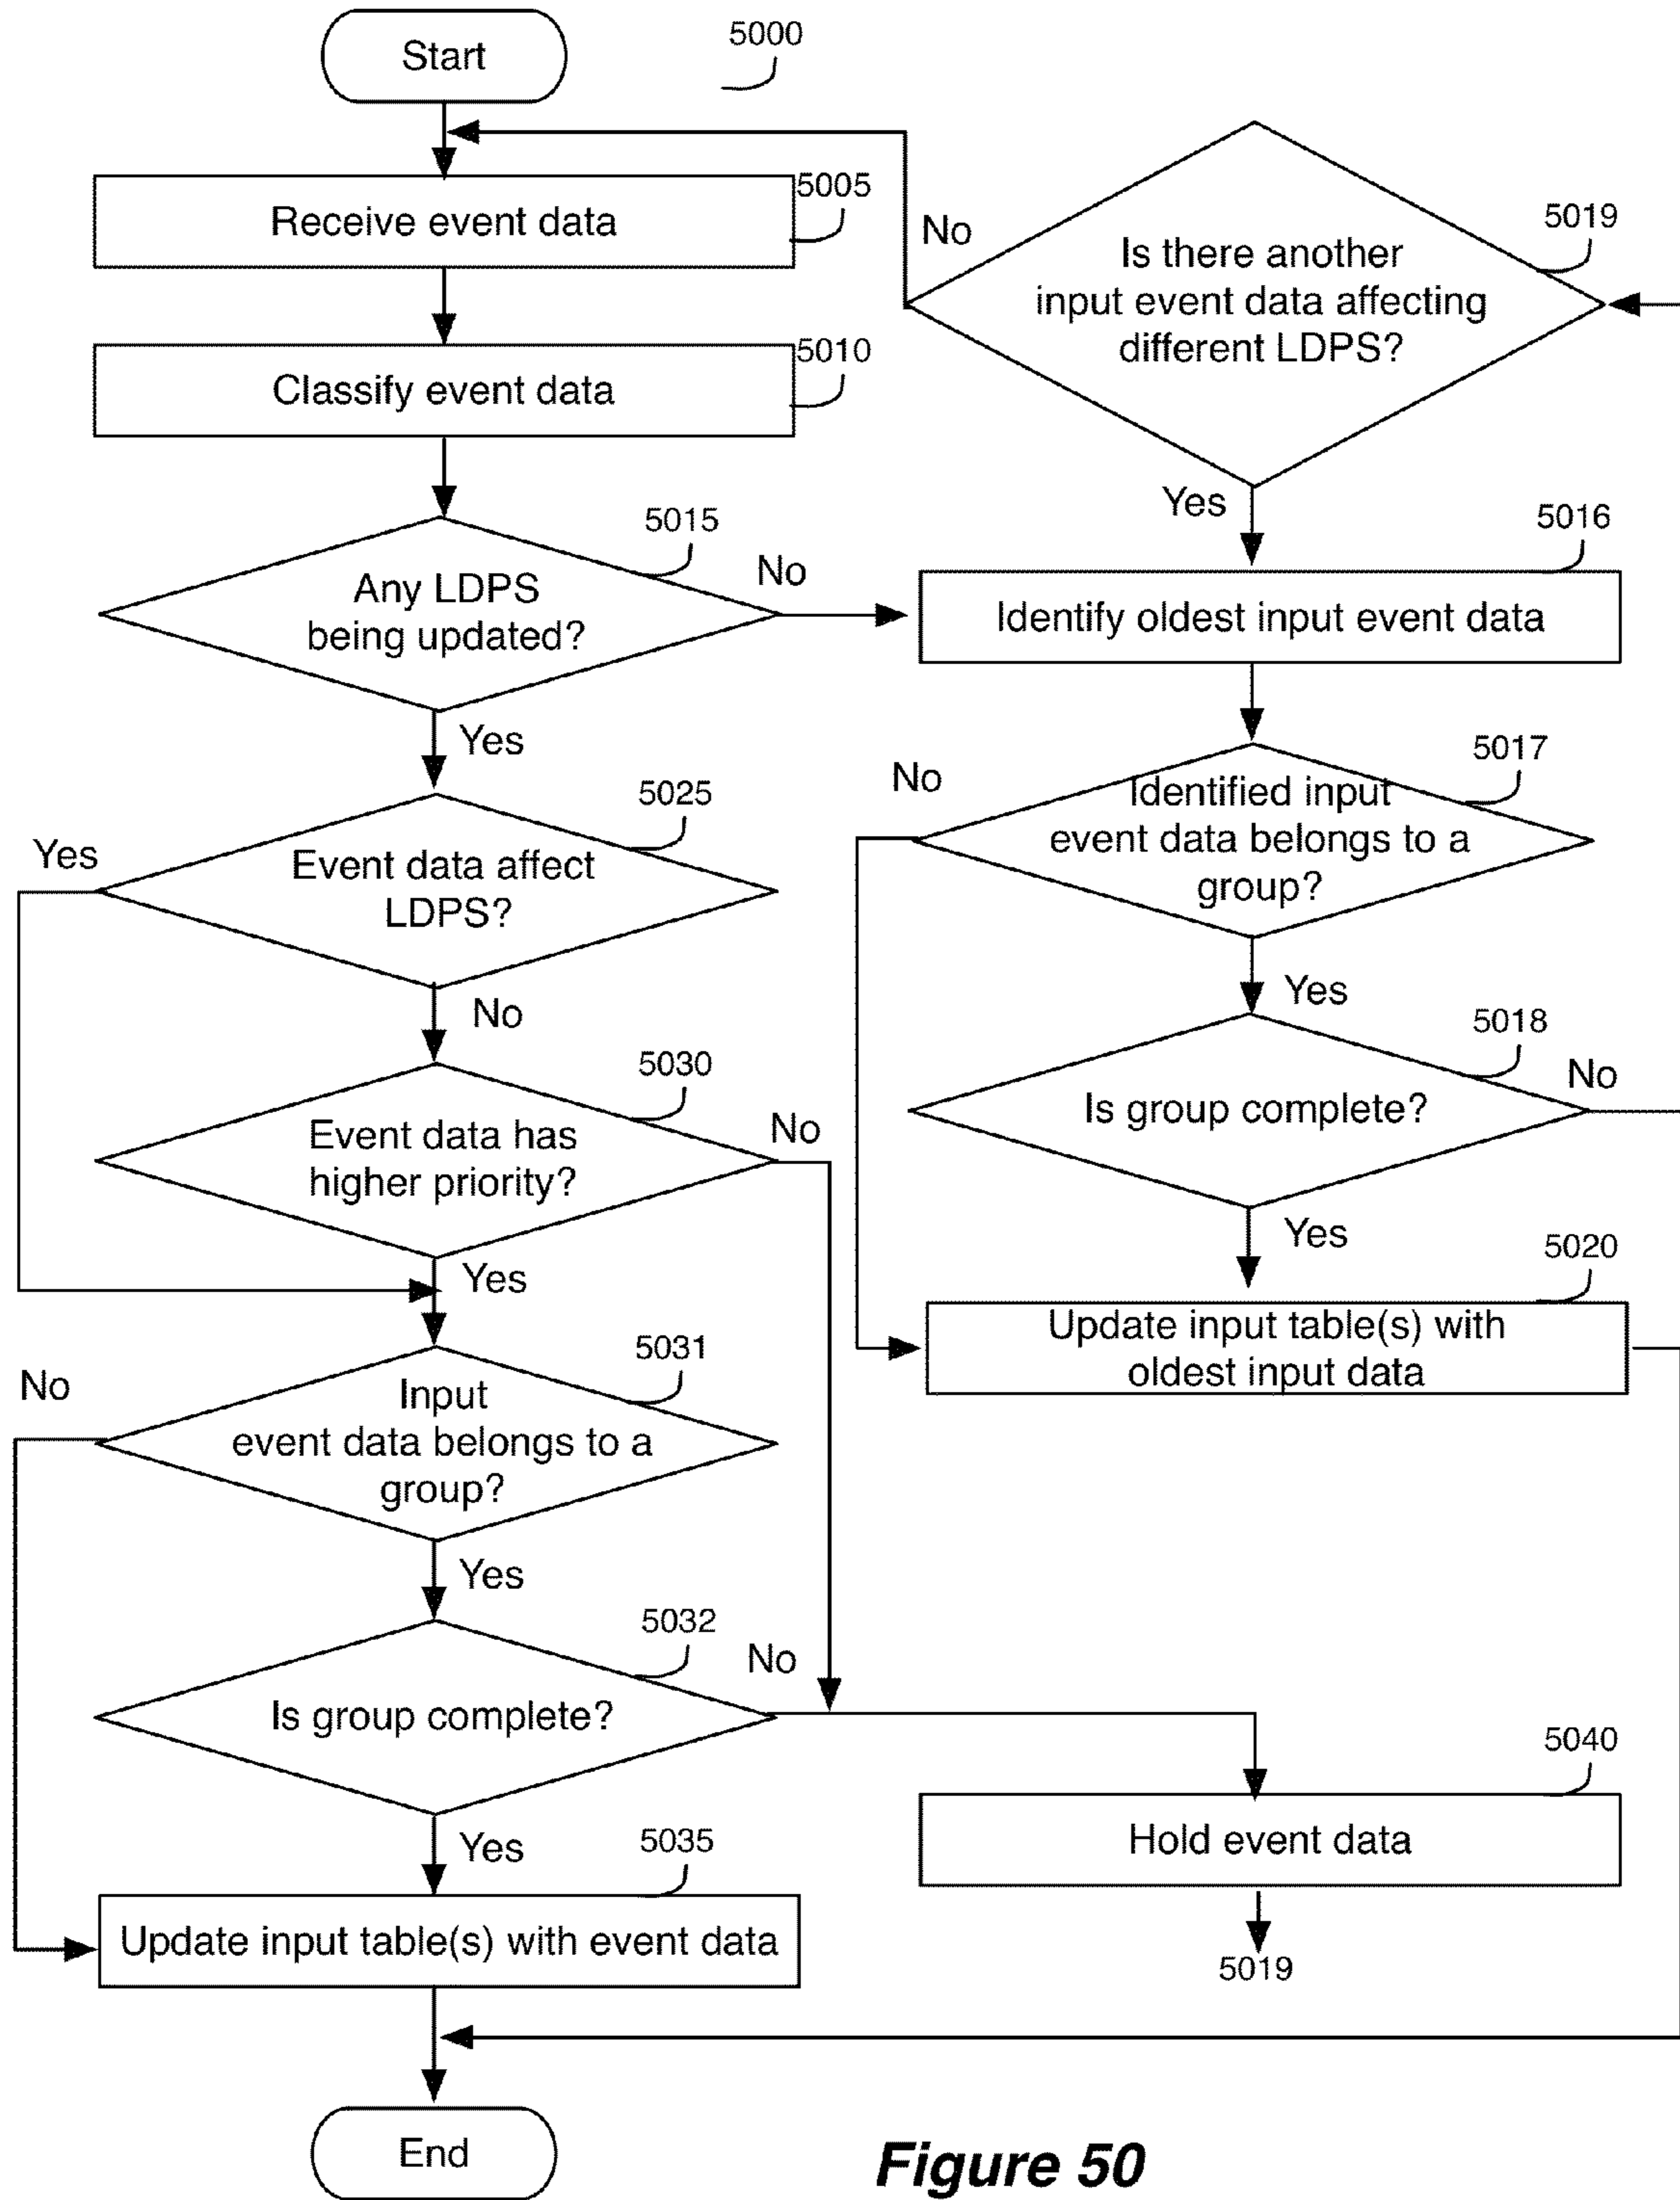 Start
5000
5005
Receive event data
5010
Classify event data
5015
Any LDPS
being updated?
No
Yes
5025
Event data affect
LDPS?
Yes
No
5030
Event data has
higher priority?
No
Yes
5031
Input
event data belongs to a
group?
No
Yes
5032
Is group complete?
No
Yes
5035
Update input table(s) with event data
End
5019
Is there another
input event data affecting
different LDPS?
No
Yes
5016
Identify oldest input event data
5017
Identified input
event data belongs to a
group?
No
Yes
5018
Is group complete?
No
Yes
5020
Update input table(s) with
oldest input data
5040
Hold event data
5019
Figure 50